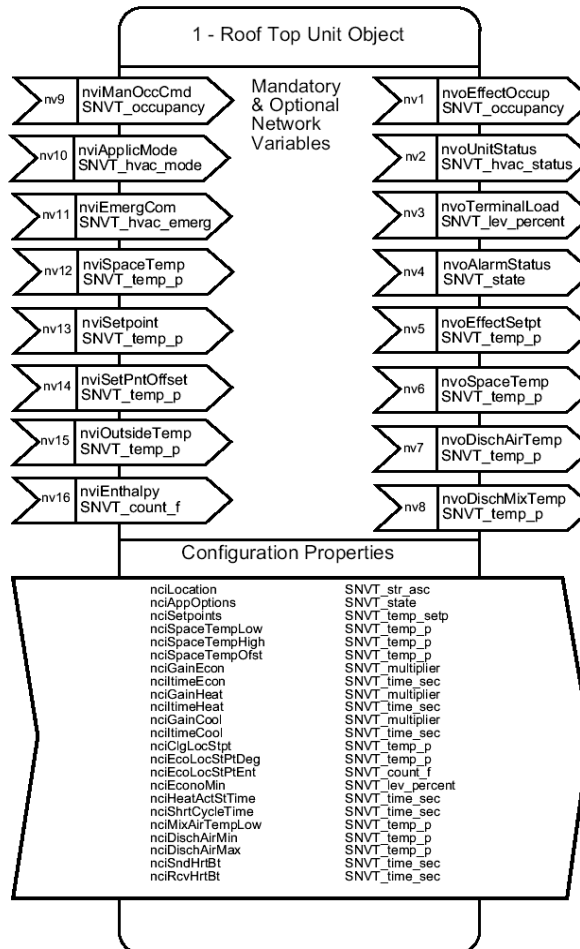 1 - Roof Top Unit Object
Mandatory
& Optional
Network
Variables
nv9
nviManOccCmd
SNVT_occupancy
nv10
nviApplicMode
SNVT_hvac_mode
nv11
nviEmergCom
SNVT_hvac_emerg
nv12
nviSpaceTemp
SNVT_temp_p
nv13
nviSetpoint
SNVT_temp_p
nv14
nviSetPntOffset
SNVT_temp_p
nv15
nviOutsideTemp
SNVT_temp_p
nv16
nviEnthalpy
SNVT_count_f
nv1
nvoEffectOccup
SNVT_occupancy
nv2
nvoUnitStatus
SNVT_hvac_status
nv3
nvoTerminalLoad
SNVT_lev_percent
nv4
nvoAlarmStatus
SNVT_state
nv5
nvoEffectSetpt
SNVT_temp_p
nv6
nvoSpaceTemp
SNVT_temp_p
nv7
nvoDischAirTemp
SNVT_temp_p
nv8
nvoDischMixTemp
SNVT_temp_p
Configuration Properties
nciLocation SNVT_str_asc
nciAppOptions SNVT_state
nciSetpoints SNVT_temp_setp
nciSpaceTempLow SNVT_temp_p
nciSpaceTempHigh SNVT_temp_p
nciSpaceTempOfst SNVT_temp_p
nciGainEcon SNVT_multiplier
nciItimeEcon SNVT_time_sec
nciGainHeat SNVT_multiplier
nciItimeHeat SNVT_time_sec
nciGainCool SNVT_multiplier
nciItimeCool SNVT_time_sec
nciClgLocStpt SNVT_temp_p
nciEcoLocStPtDeg SNVT_temp_p
nciEcoLocStPtEnt SNVT_count_f
nciEconoMin SNVT_lev_percent
nciHeatActStTime SNVT_time_sec
nciShrtCycleTime SNVT_time_sec
nciMixAirTempLow SNVT_temp_p
nciDischAirMin SNVT_temp_p
nciDischAirMax SNVT_temp_p
nciSndHrtBt SNVT_time_sec
nciRcvHrtBt SNVT_time_sec